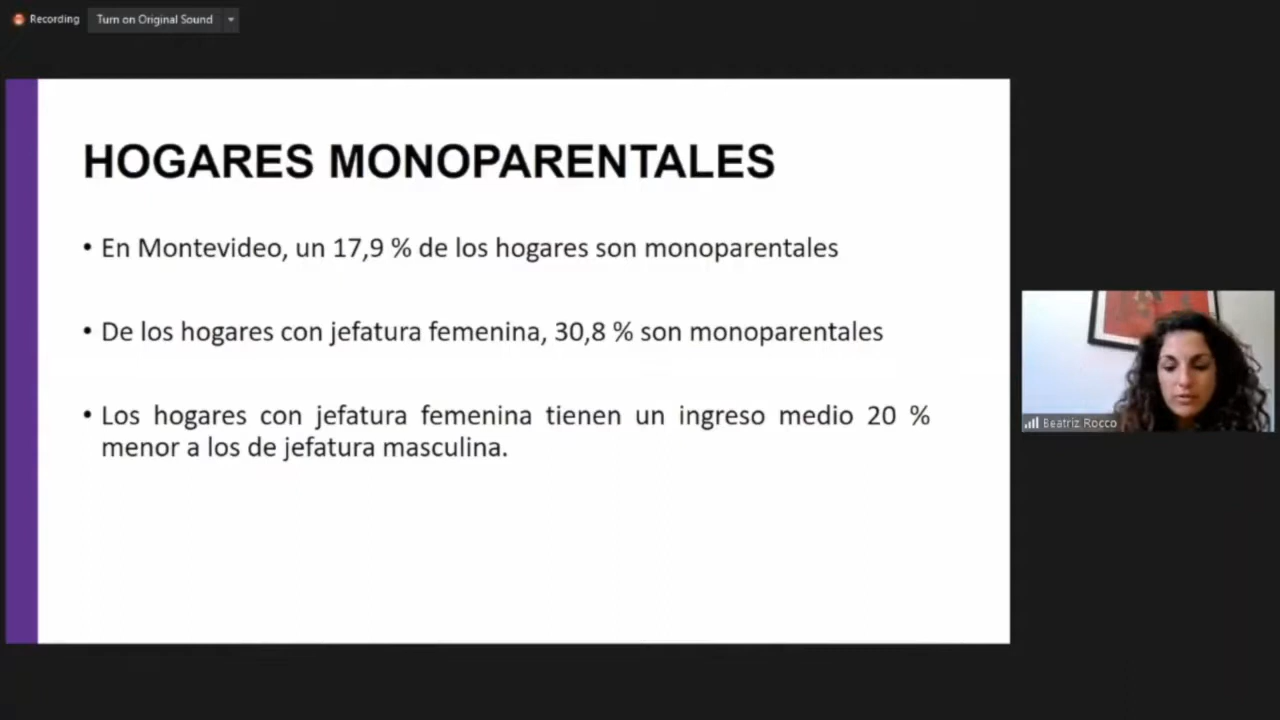 Recording
Turn on Original Sound
HOGARES MONOPARENTALES
• En Montevideo, un 17,9 % de los hogares son monoparentales
• De los hogares con jefatura femenina, 30,8 % son monoparentales
• Los hogares con jefatura femenina tienen un ingreso medio 20 %
menor a los de jefatura masculina.
Beatriz Rocco